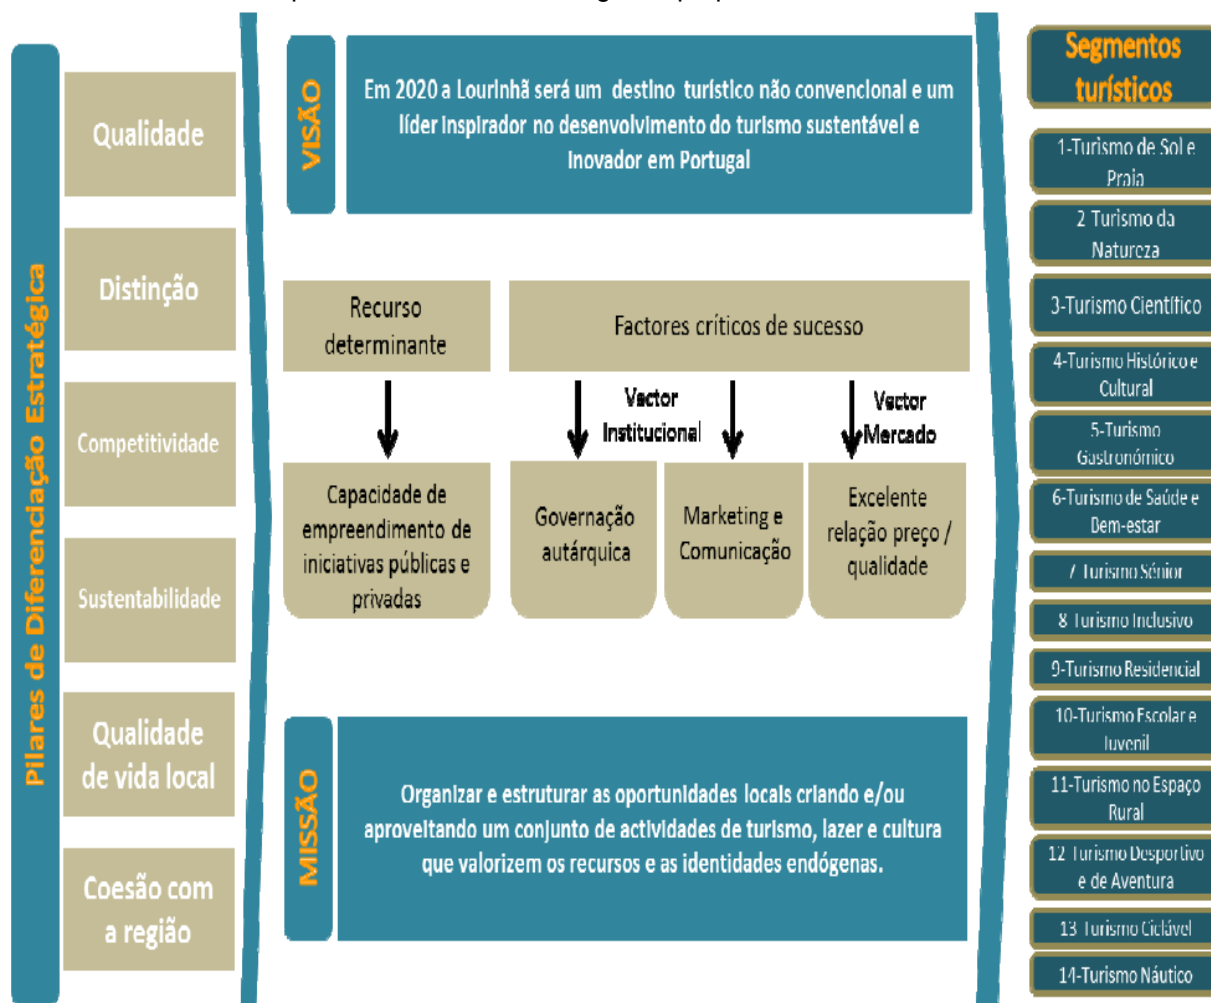 Pilares de Diferenciação Estratégica
Qualidade
Distinção
Competitividade
Sustentabilidade
Qualidade
de vida local
Coesão com
a região
VISÃO
Em 2020 a Lourinhã será um destino turístico não convencional e um
líder inspirador no desenvolvimento do turismo sustentável e
Inovador em Portugal
Recurso
determinante
Factores críticos de sucesso
Vector
Institucional
Vector
Mercado
Capacidade de
empreendimento de
iniciativas públicas e
privadas
Governação
autárquica
Marketing e
Comunicação
Excelente
relação preço /
qualidade
MISSÃO
Organizar e estruturar as oportunidades locais criando e/ou
aproveitando um conjunto de actividades de turismo, lazer e cultura
que valorizem os recursos e as identidades endógenas.
Segmentos
turísticos
1-Turismo de Sol e
Praia
2 Turismo da
Natureza
3-Turismo Científico
4-Turismo Histórico e
Cultural
5-Turismo
Gastronómico
6-Turismo de Saúde e
Bem-estar
7 Turismo Sénior
8 Turismo Inclusivo
9-Turismo Residencial
10-Turismo Escolar e
Juvenil
11-Turismo no Espaço
Rural
12 Turismo Desportivo
e de Aventura
13 Turismo Ciclável
14-Turismo Náutico